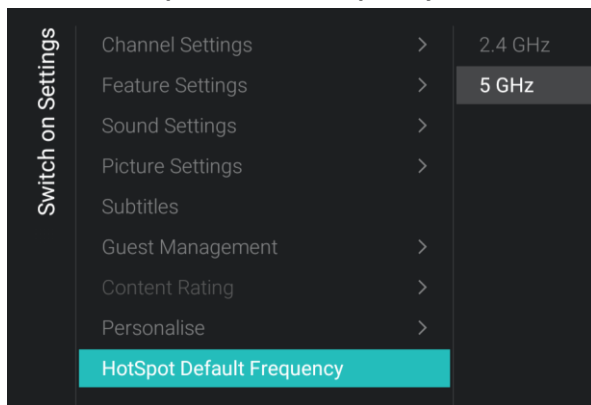 Switch on Settings
Channel Settings
Feature Settings
Sound Settings
Picture Settings
Subtitles
Guest Management
Content Rating
Personalise
HotSpot Default Frequency
2.4 GHz
5 GHz